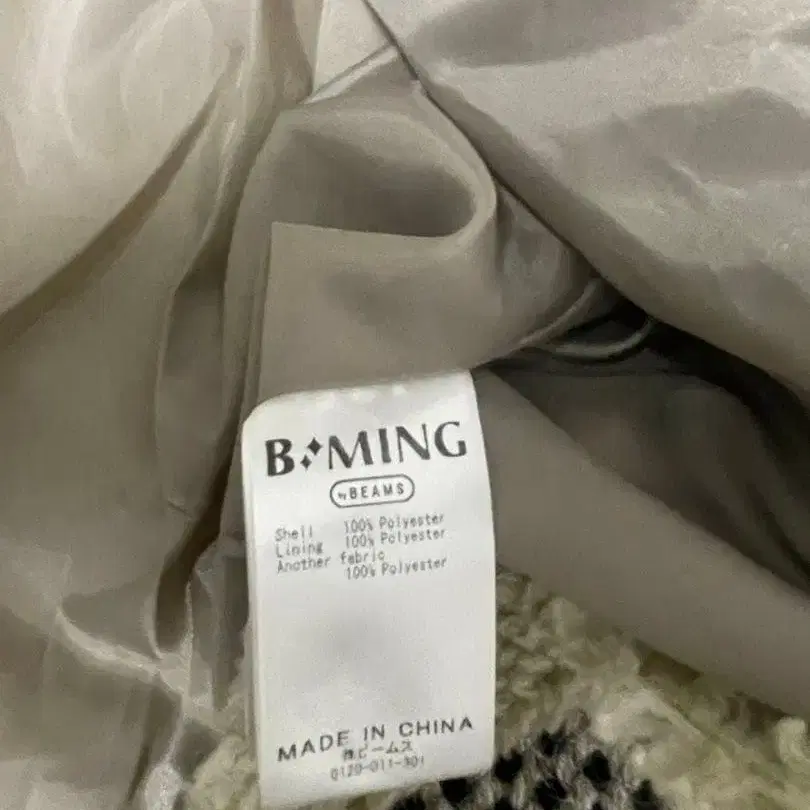 B:MING
by BEAMS
Shell 100% Polyester
Lining 100% Polyester
Another fabric
100% Polyester
MADE IN CHINA
㈱ビームス
0120-011-301